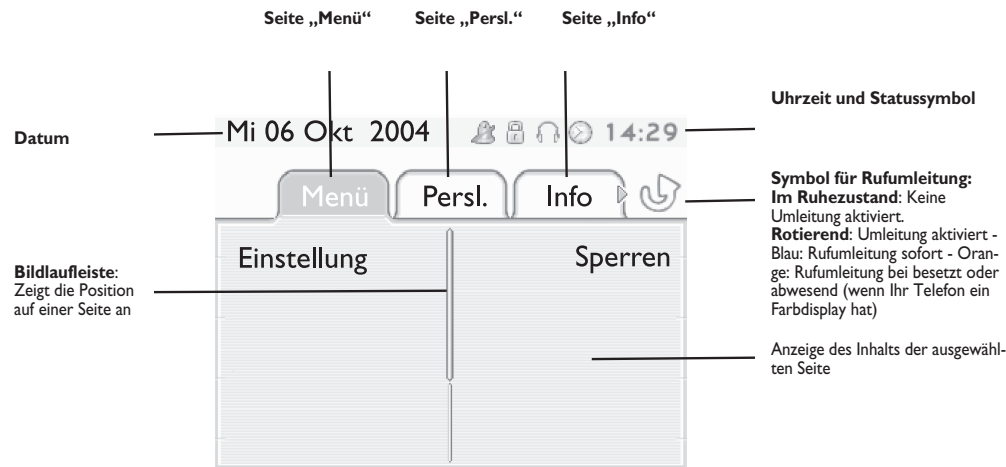 Seite „Menü“ Seite „Persl.“ Seite „Info“
Uhrzeit und Statussymbol
Datum
Mi 06 Okt 2004 14:29
Menü Persl. Info
Symbol für Rufumleitung:
Im Ruhezustand: Keine
Umleitung aktiviert.
Rotierend: Umleitung aktiviert -
Blau: Rufumleitung sofort - Oran-
ge: Rufumleitung bei besetzt oder
abwesend (wenn Ihr Telefon ein
Farbdisplay hat)
Einstellung Sperren
Bildlaufleiste:
Zeigt die Position
auf einer Seite an
Anzeige des Inhalts der ausgewähl-
ten Seite